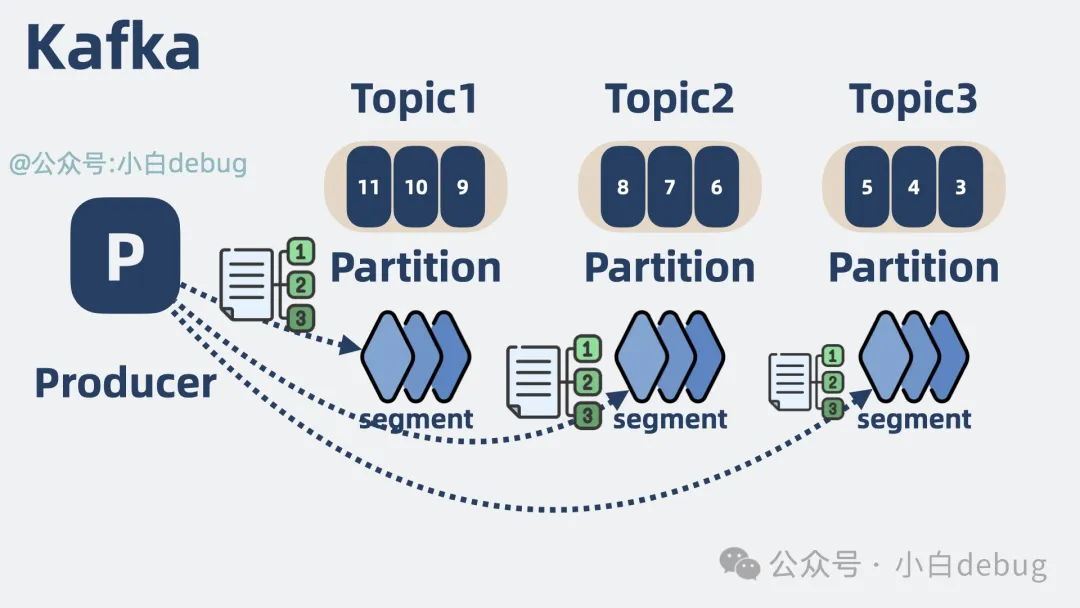 Kafka
Topic1
Topic2
Topic3
@公众号:小白debug
11 10 9
8 7 6
5 4 3
P
Partition
Partition
Partition
1
2
3
1
2
3
1
2
3
Producer
segment
segment
segment
公众号 · 小白debug